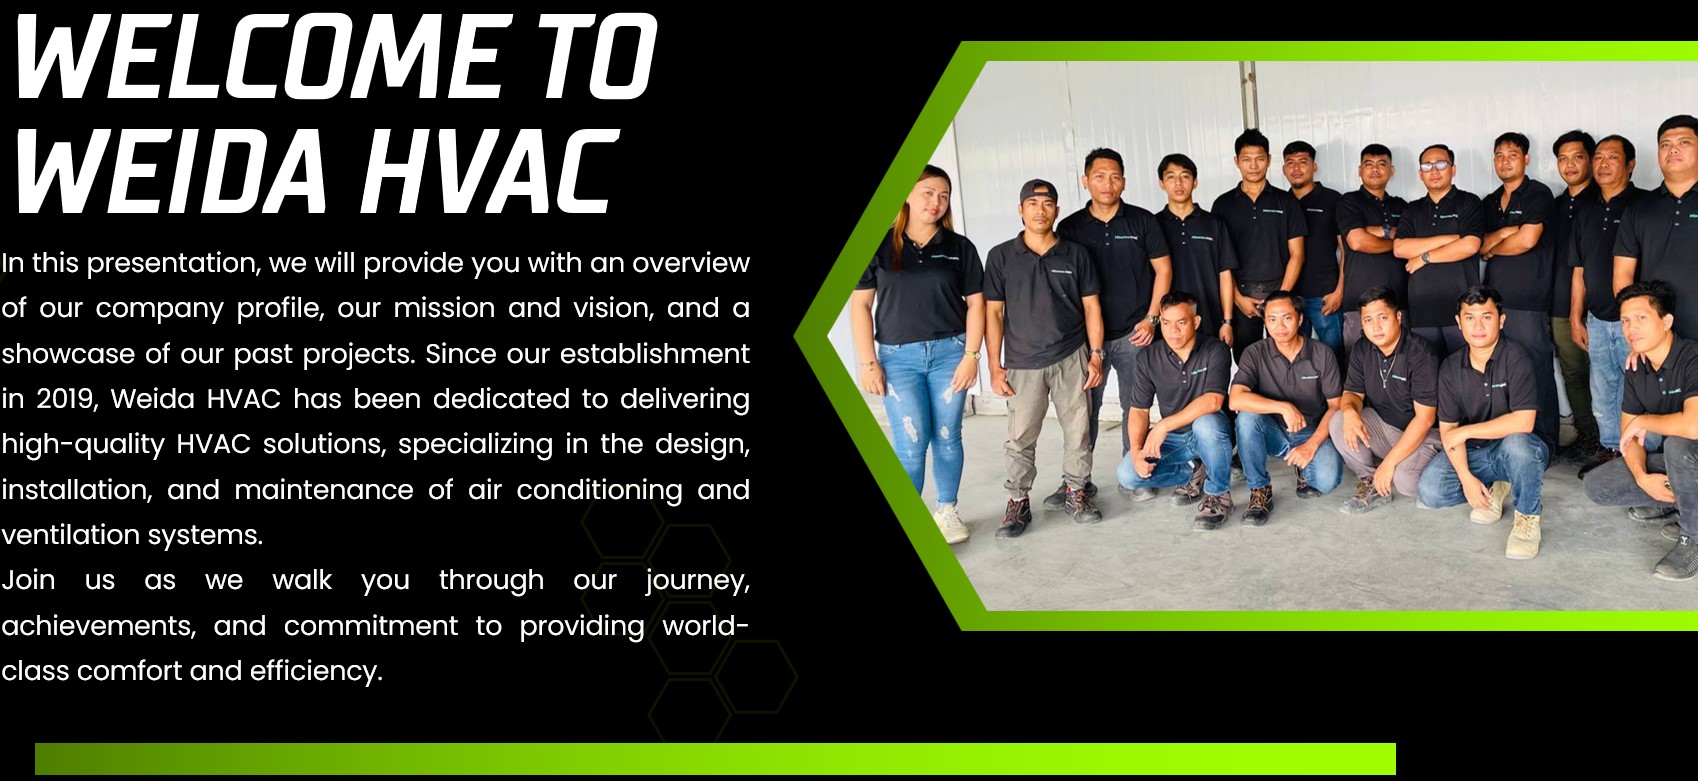 WELCOME TO
WEIDA HVAC
In this presentation, we will provide you with an overview
of our company profile, our mission and vision, and a
showcase of our past projects. Since our establishment
in 2019, Weida HVAC has been dedicated to delivering
high-quality HVAC solutions, specializing in the design,
installation, and maintenance of air conditioning and
ventilation systems.
Join us as we walk you through our journey,
achievements, and commitment to providing world-
class comfort and efficiency.